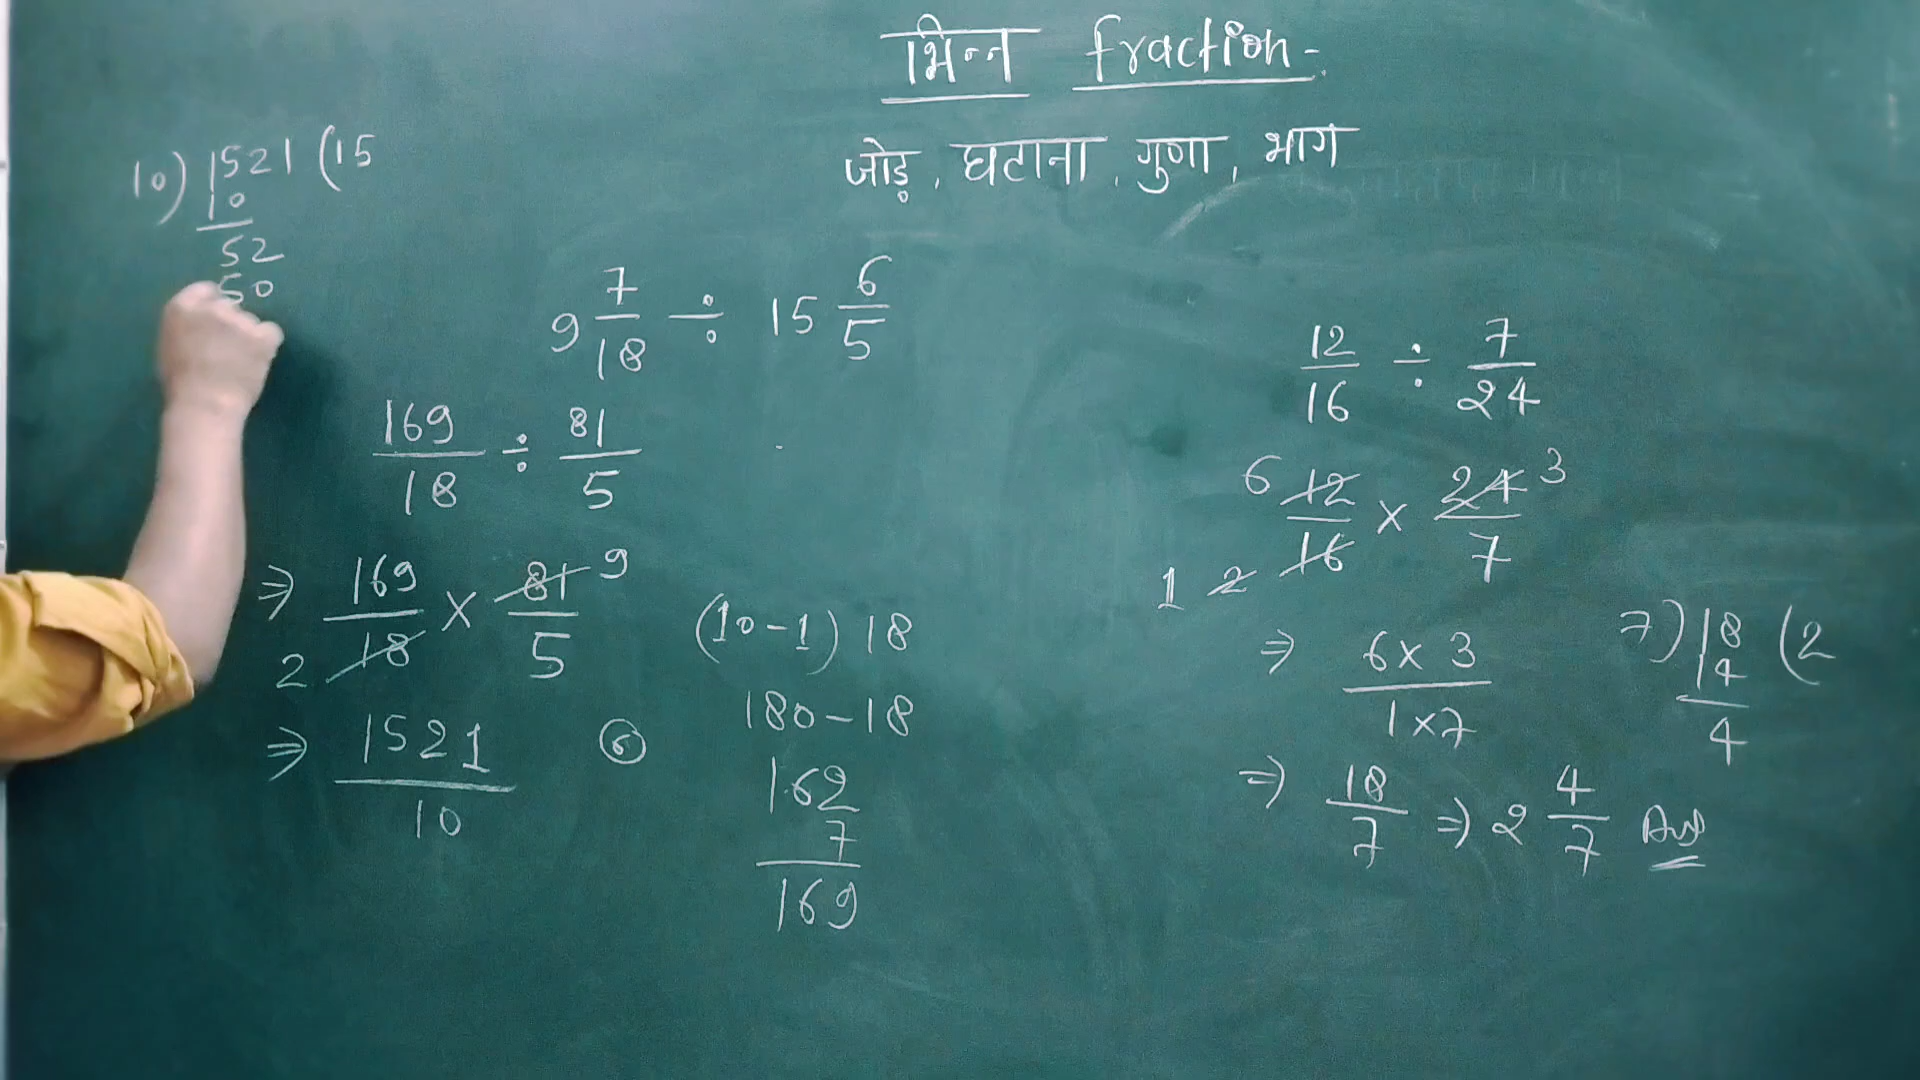 भिन्न fraction-
जोड़, घटाना, गुणा, भाग
10) 1521 (15
10
52
50
9 7/18 ÷ 15 6/5
169/18 ÷ 81/5
⇒ 169/18 × 81/5 9
2
⇒ 1521/10
(10-1) 18
180-18
162
7
169
12/16 ÷ 7/24
6 12/16 × 24/7 3
1 2
⇒ 6×3/1×7
7) 18 (2
14
4
⇒ 18/7 ⇒ 2 4/7 Ans